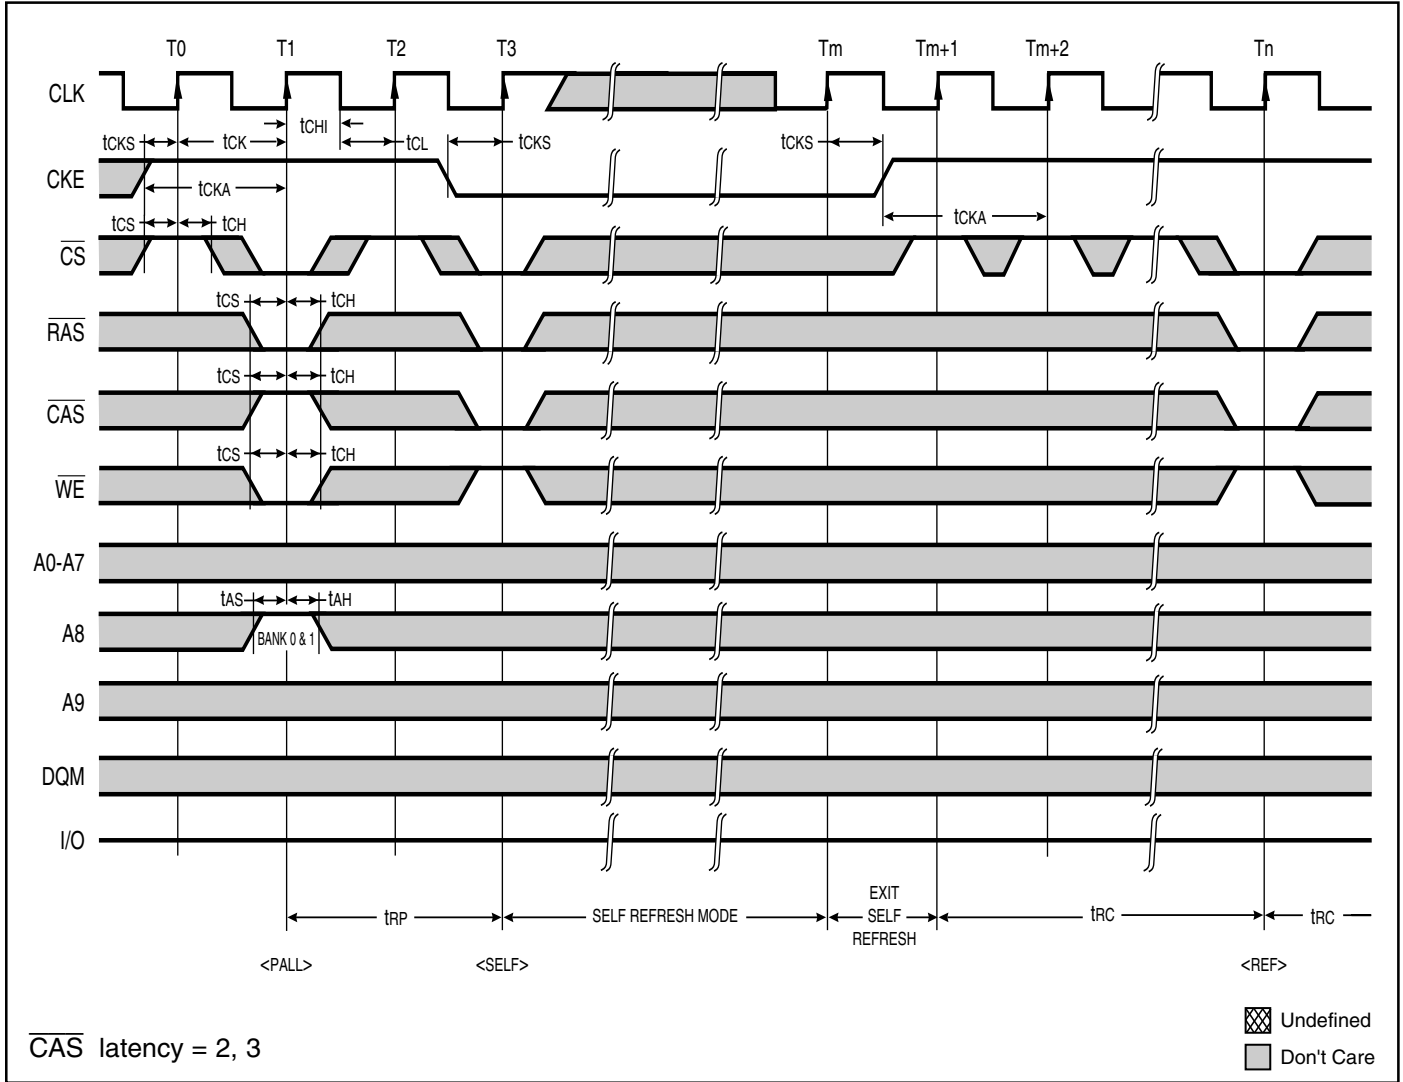 T0 T1 T2 T3 Tm Tm+1 Tm+2 Tn
CLK
tCHI
tCKS tCK tCL tCKS tCKS
CKE
tCKA
tCKA
tCS tCH
CS
tCS tCH
RAS
tCS tCH
CAS
tCS tCH
WE
A0-A7
tAS tAH
A8 BANK 0 & 1
A9
DQM
I/O
tRP SELF REFRESH MODE EXIT SELF REFRESH tRC tRC
<PALL> <SELF> <REF>
Undefined
CAS latency = 2, 3
Don't Care